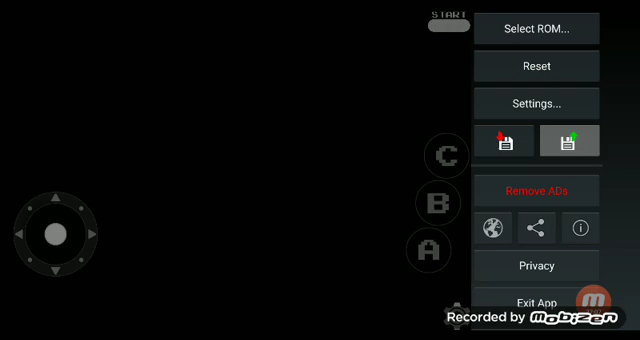 START
Select ROM...
Reset
Settings...
C
B
A
Remove ADs
Privacy
Exit App
Recorded by Mobizen